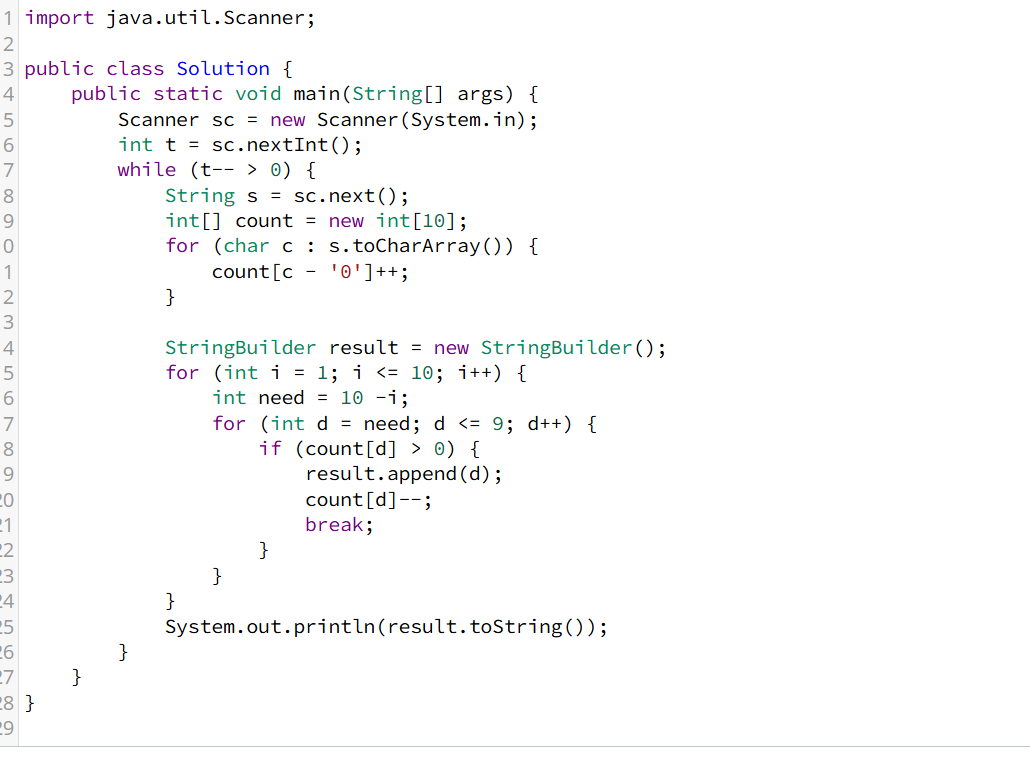 1 import java.util.Scanner;
2
3 public class Solution {
4     public static void main(String[] args) {
5         Scanner sc = new Scanner(System.in);
6         int t = sc.nextInt();
7         while (t-- > 0) {
8             String s = sc.next();
9             int[] count = new int[10];
0             for (char c : s.toCharArray()) {
1                 count[c - '0']++;
2             }
3
4             StringBuilder result = new StringBuilder();
5             for (int i = 1; i <= 10; i++) {
6                 int need = 10 -i;
7                 for (int d = need; d <= 9; d++) {
8                     if (count[d] > 0) {
9                         result.append(d);
20                         count[d]--;
21                         break;
22                     }
23                 }
24             }
25             System.out.println(result.toString());
26         }
27     }
28 }
29